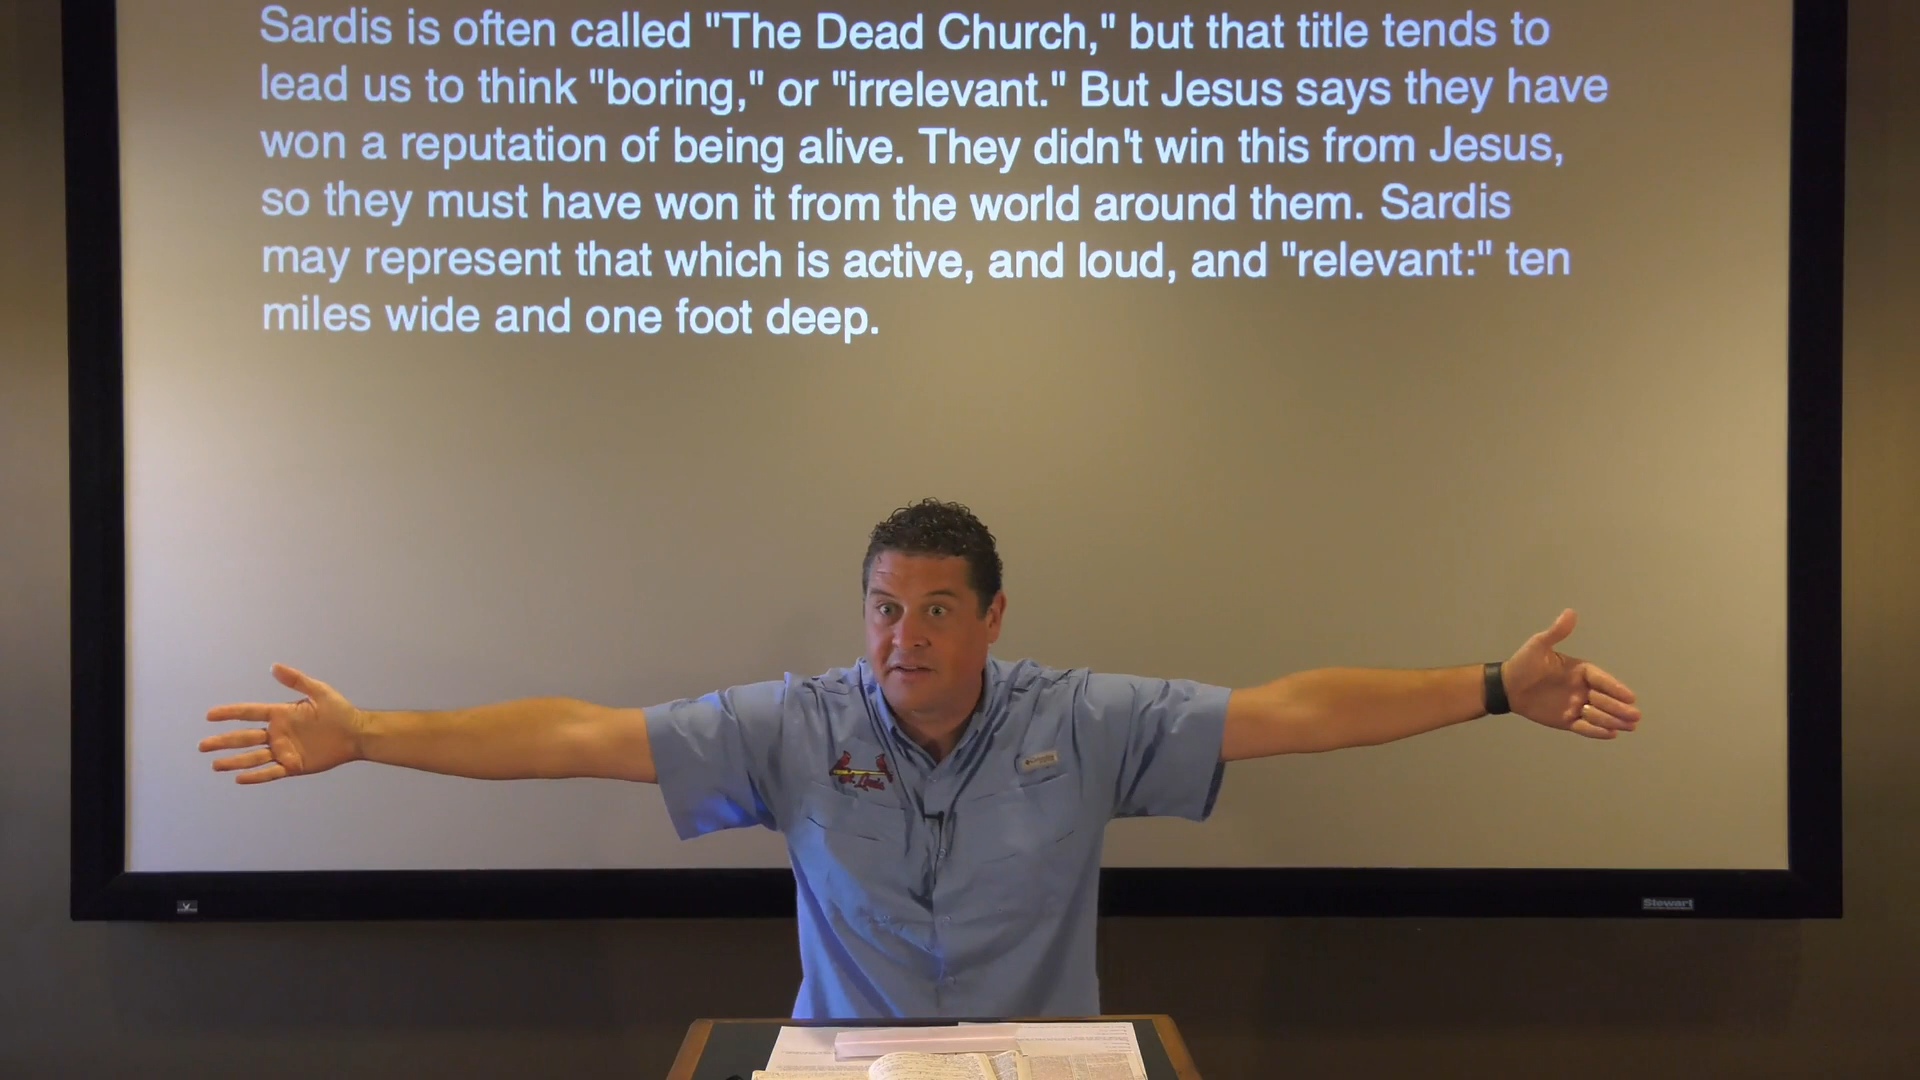 Sardis is often called "The Dead Church," but that title tends to
lead us to think "boring," or "irrelevant." But Jesus says they have
won a reputation of being alive. They didn't win this from Jesus,
so they must have won it from the world around them. Sardis
may represent that which is active, and loud, and "relevant:" ten
miles wide and one foot deep.
Stewart